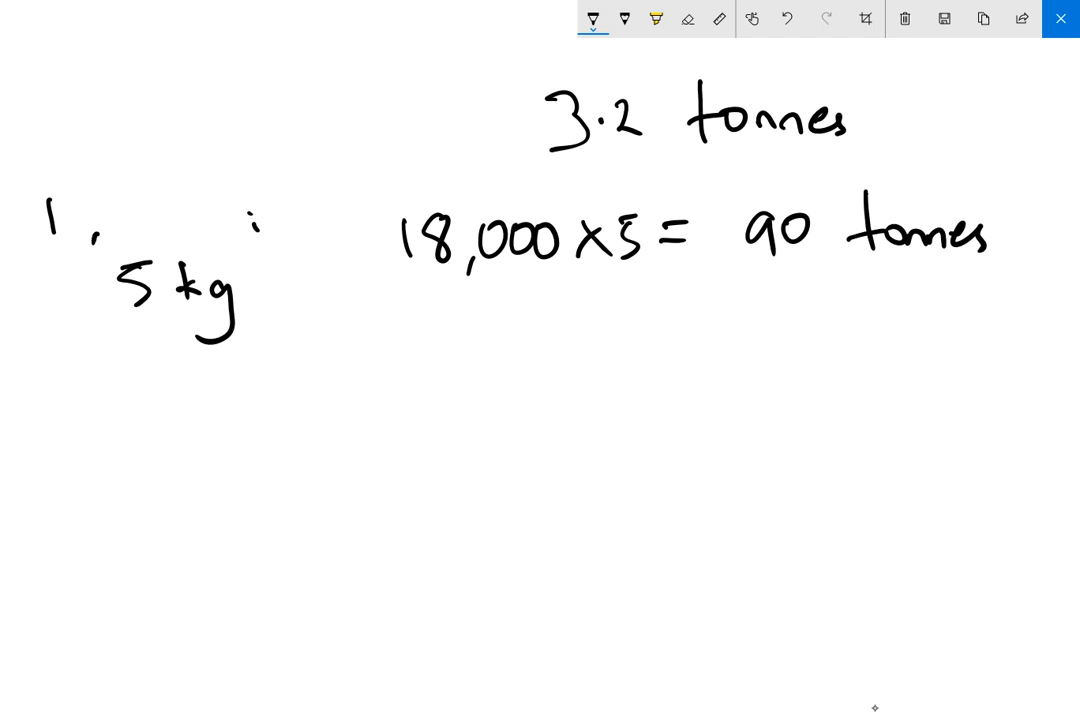 3.2 tonnes
18,000 x 5 = 90 tonnes
5 kg